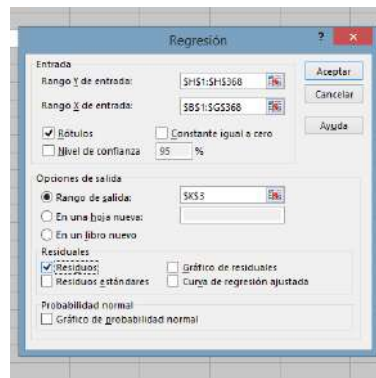 Regresión
? ×
Entrada
Rango Y de entrada: $H$1:$H$368
Aceptar
Rango X de entrada: $B$1:$G$368
Cancelar
Rótulos Constante igual a cero
Ayuda
Nivel de confianza 95 %
Opciones de salida
Rango de salida: $K$3
En una hoja nueva:
En un libro nuevo
Residuales
Residuos Gráfico de residuales
Residuos estándares Curva de regresión ajustada
Probabilidad normal
Gráfico de probabilidad normal